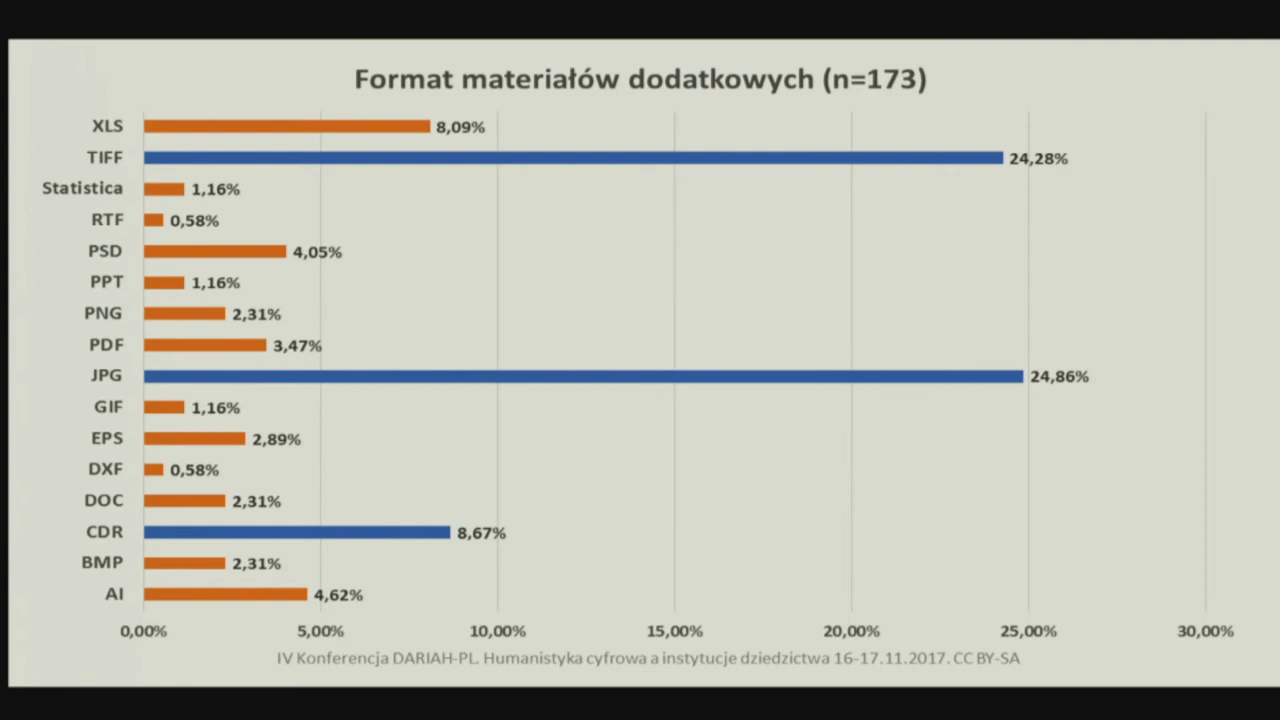 Format materiałów dodatkowych (n=173)
XLS 8,09%
TIFF 24,28%
Statistica 1,16%
RTF 0,58%
PSD 4,05%
PPT 1,16%
PNG 2,31%
PDF 3,47%
JPG 24,86%
GIF 1,16%
EPS 2,89%
DXF 0,58%
DOC 2,31%
CDR 8,67%
BMP 2,31%
AI 4,62%
0,00% 5,00% 10,00% 15,00% 20,00% 25,00% 30,00%
IV Konferencja DARIAH-PL. Humanistyka cyfrowa a instytucje dziedzictwa 16-17.11.2017. CC BY-SA